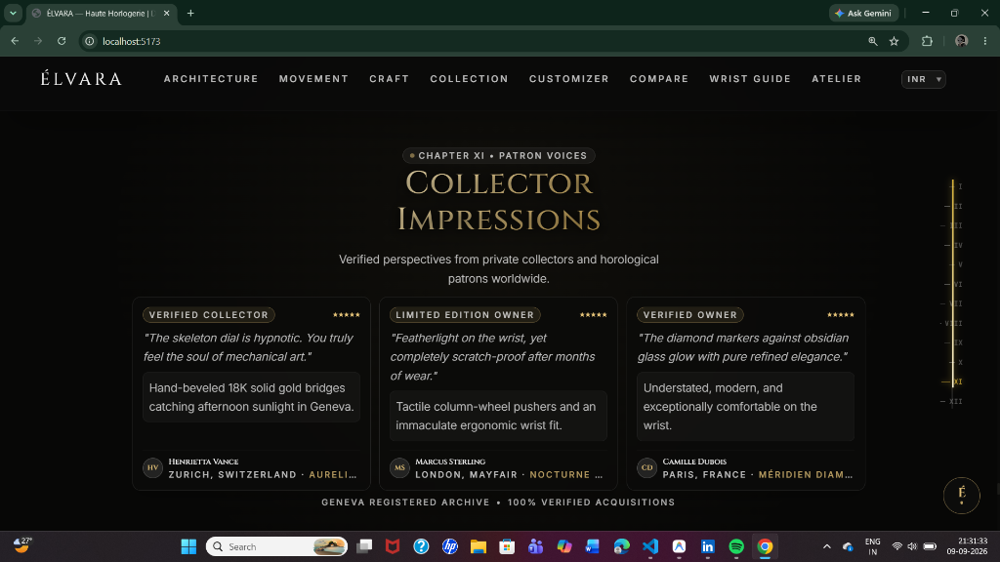 ÉLVARA — Haute Horlogerie | L
Ask Gemini
localhost:5173
ÉLVARA
ARCHITECTURE
MOVEMENT
CRAFT
COLLECTION
CUSTOMIZER
COMPARE
WRIST GUIDE
ATELIER
INR
CHAPTER XI • PATRON VOICES
COLLECTOR
IMPRESSIONS
Verified perspectives from private collectors and horological
patrons worldwide.
VERIFIED COLLECTOR
★★★★★
"The skeleton dial is hypnotic. You truly
feel the soul of mechanical art."
Hand-beveled 18K solid gold bridges
catching afternoon sunlight in Geneva.
HV
HENRIETTA VANCE
ZURICH, SWITZERLAND · AURELI...
LIMITED EDITION OWNER
★★★★★
"Featherlight on the wrist, yet
completely scratch-proof after months
of wear."
Tactile column-wheel pushers and an
immaculate ergonomic wrist fit.
MS
MARCUS STERLING
LONDON, MAYFAIR · NOCTURNE ...
VERIFIED OWNER
★★★★★
"The diamond markers against obsidian
glass glow with pure refined elegance."
Understated, modern, and
exceptionally comfortable on the
wrist.
CD
CAMILLE DUBOIS
PARIS, FRANCE · MÉRIDIEN DIAM...
GENEVA REGISTERED ARCHIVE • 100% VERIFIED ACQUISITIONS
I
II
III
IV
V
VI
VII
VIII
IX
X
XI
XII
É
27°
Search
ENG
IN
21:31:33
09-09-2026